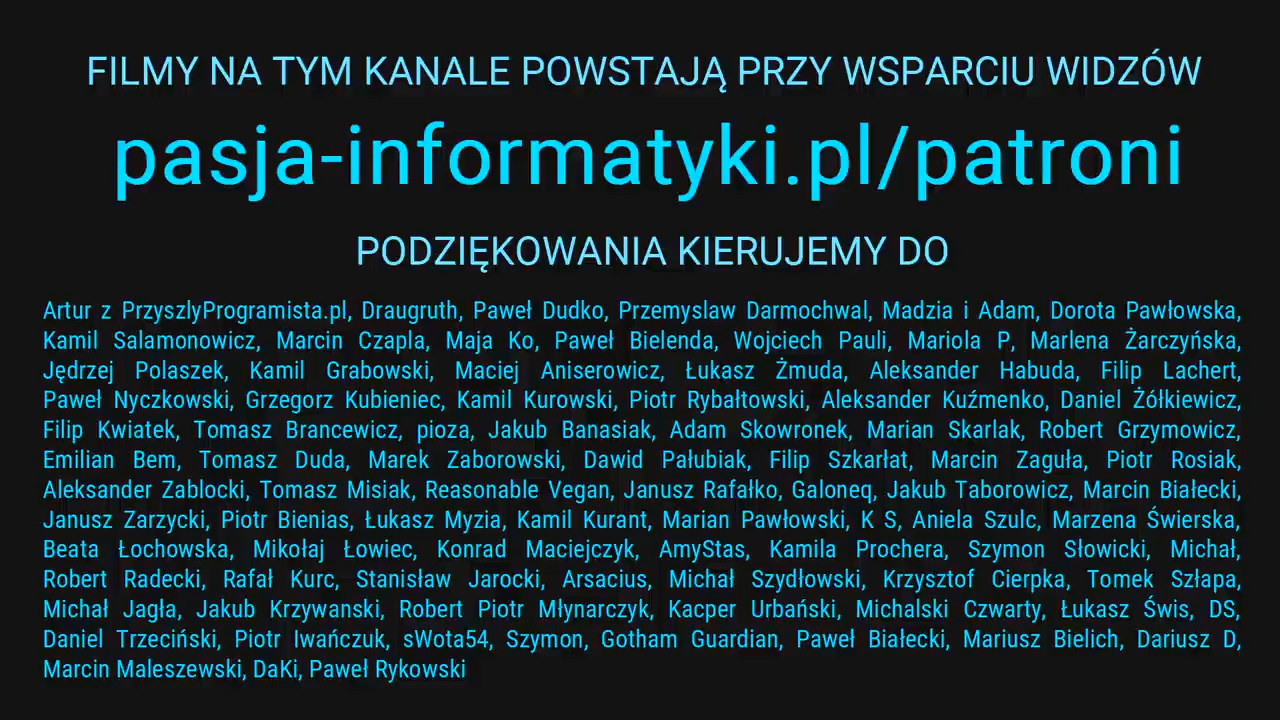 FILMY NA TYM KANALE POWSTAJĄ PRZY WSPARCIU WIDZÓW
pasja-informatyki.pl/patroni
PODZIĘKOWANIA KIERUJEMY DO
Artur z PrzyszlyProgramista.pl, Draugruth, Paweł Dudko, Przemyslaw Darmochwal, Madzia i Adam, Dorota Pawłowska,
Kamil Salamonowicz, Marcin Czapla, Maja Ko, Paweł Bielenda, Wojciech Pauli, Mariola P, Marlena Żarczyńska,
Jędrzej Polaszek, Kamil Grabowski, Maciej Aniserowicz, Łukasz Żmuda, Aleksander Habuda, Filip Lachert,
Paweł Nyczkowski, Grzegorz Kubieniec, Kamil Kurowski, Piotr Rybałtowski, Aleksander Kuźmenko, Daniel Żółkiewicz,
Filip Kwiatek, Tomasz Brancewicz, pioza, Jakub Banasiak, Adam Skowronek, Marian Skarlak, Robert Grzymowicz,
Emilian Bem, Tomasz Duda, Marek Zaborowski, Dawid Pałubiak, Filip Szkarłat, Marcin Zaguła, Piotr Rosiak,
Aleksander Zablocki, Tomasz Misiak, Reasonable Vegan, Janusz Rafałko, Galoneq, Jakub Taborowicz, Marcin Białecki,
Janusz Zarzycki, Piotr Bienias, Łukasz Myzia, Kamil Kurant, Marian Pawłowski, K S, Aniela Szulc, Marzena Świerska,
Beata Łochowska, Mikołaj Łowiec, Konrad Maciejczyk, AmyStas, Kamila Prochera, Szymon Słowicki, Michał,
Robert Radecki, Rafał Kurc, Stanisław Jarocki, Arsacius, Michał Szydłowski, Krzysztof Cierpka, Tomek Szłapa,
Michał Jagła, Jakub Krzywanski, Robert Piotr Młynarczyk, Kacper Urbański, Michalski Czwarty, Łukasz Świs, DS,
Daniel Trzeciński, Piotr Iwańczuk, sWota54, Szymon, Gotham Guardian, Paweł Białecki, Mariusz Bielich, Dariusz D,
Marcin Maleszewski, DaKi, Paweł Rykowski